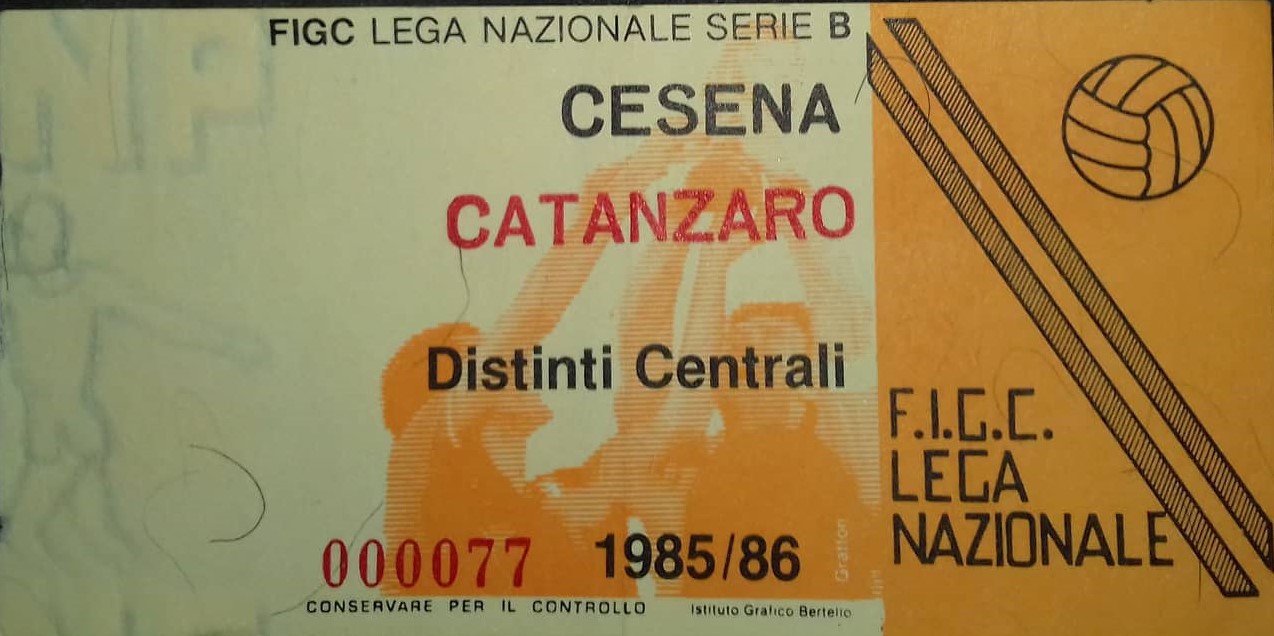 FIGC LEGA NAZIONALE SERIE B
CESENA
CATANZARO
Distinti Centrali
000077 1985/86
Graffor
CONSERVARE PER IL CONTROLLO Istituto Grafico Bertello
F.I.G.C.
LEGA
NAZIONALE